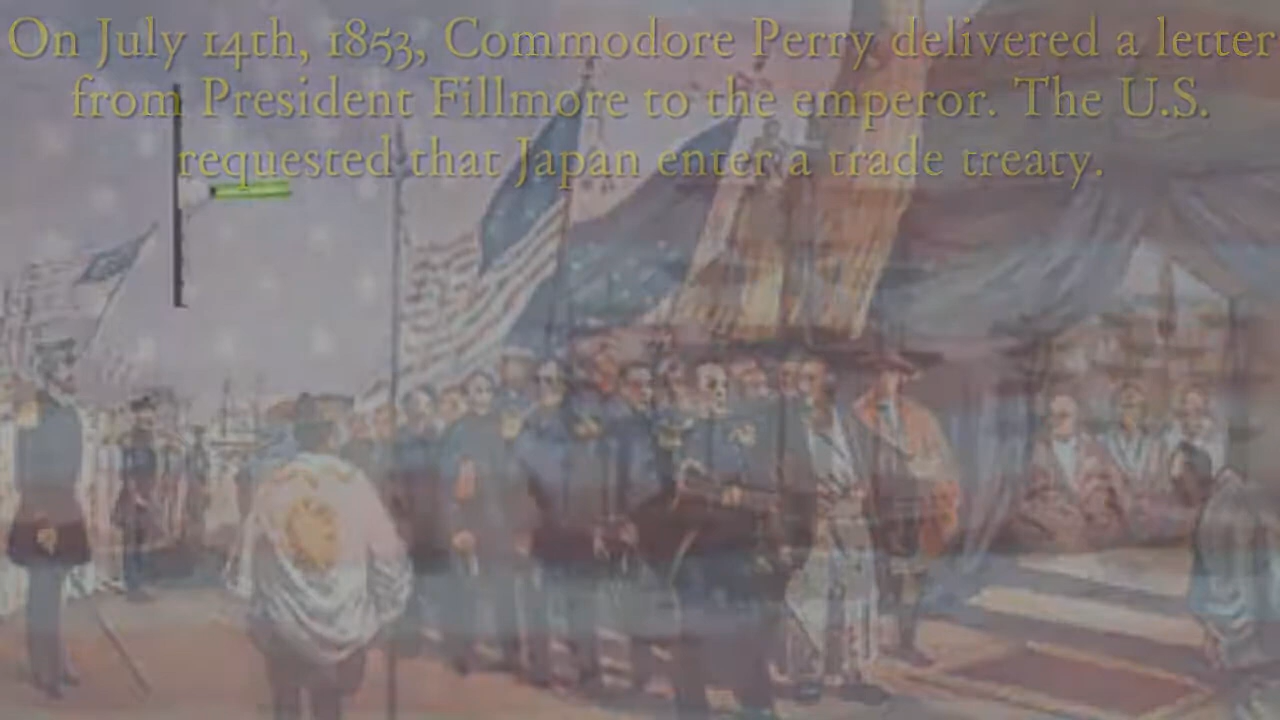 On July 14th, 1853, Commodore Perry delivered a letter
from President Fillmore to the emperor. The U.S.
requested that Japan enter a trade treaty.